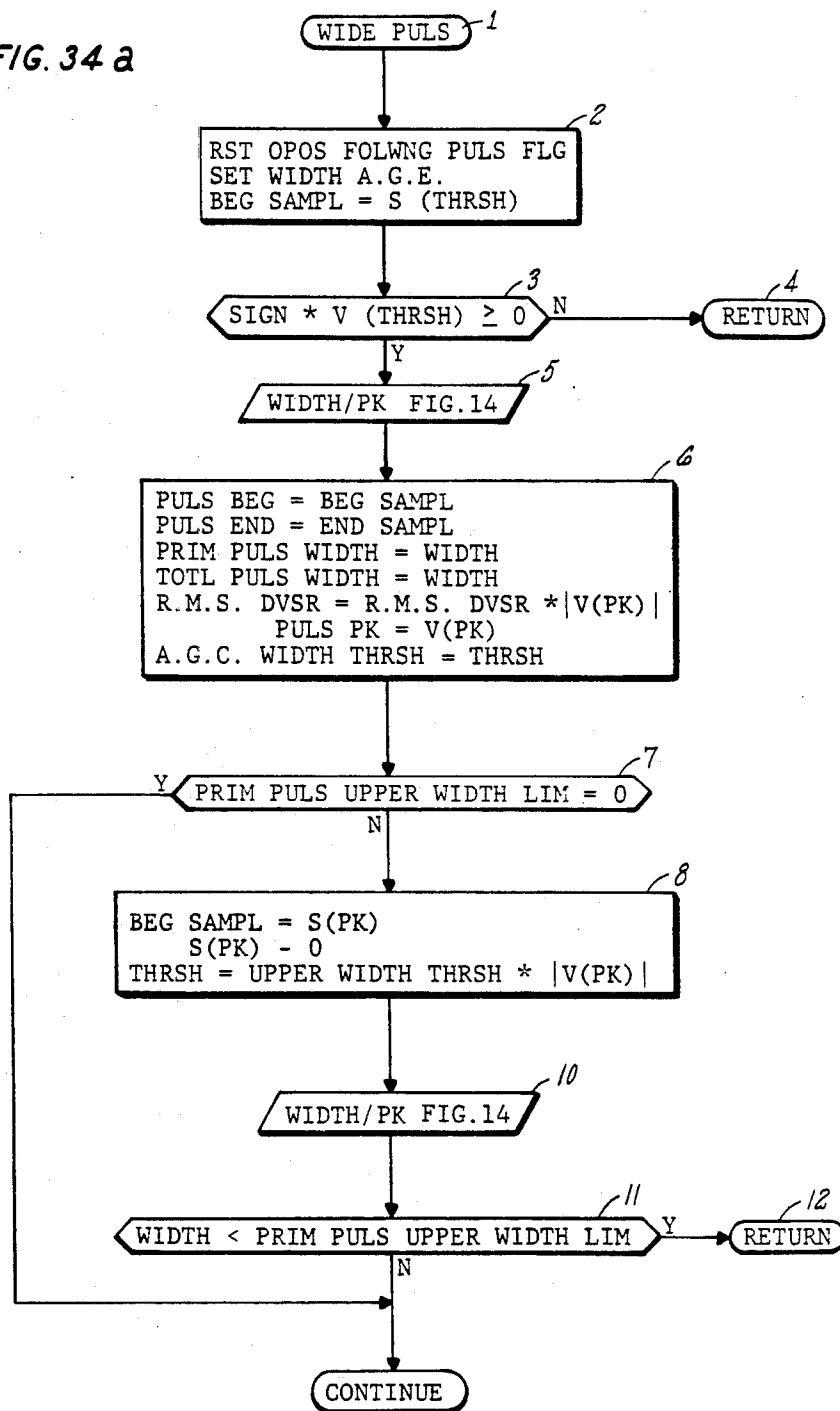 FIG. 34a
WIDE PULS 1
2
RST OPOS FOLWNG PULS FLG
SET WIDTH A.G.E.
BEG SAMPL = S (THRSH)
3
SIGN * V (THRSH) ≥ 0 N
4
RETURN
Y
5
WIDTH/PK FIG.14
6
PULS BEG = BEG SAMPL
PULS END = END SAMPL
PRIM PULS WIDTH = WIDTH
TOTL PULS WIDTH = WIDTH
R.M.S. DVSR = R.M.S. DVSR *|V(PK)|
PULS PK = V(PK)
A.G.C. WIDTH THRSH = THRSH
7
Y PRIM PULS UPPER WIDTH LIM = 0
N
8
BEG SAMPL = S(PK)
S(PK) - 0
THRSH = UPPER WIDTH THRSH * |V(PK)|
10
WIDTH/PK FIG.14
11
WIDTH < PRIM PULS UPPER WIDTH LIM Y
12
RETURN
N
CONTINUE